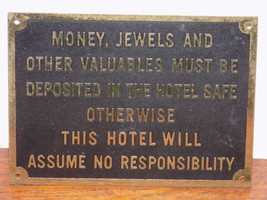 MONEY, JEWELS AND
OTHER VALUABLES MUST BE
DEPOSITED IN THE HOTEL SAFE
OTHERWISE
THIS HOTEL WILL
ASSUME NO RESPONSIBILITY